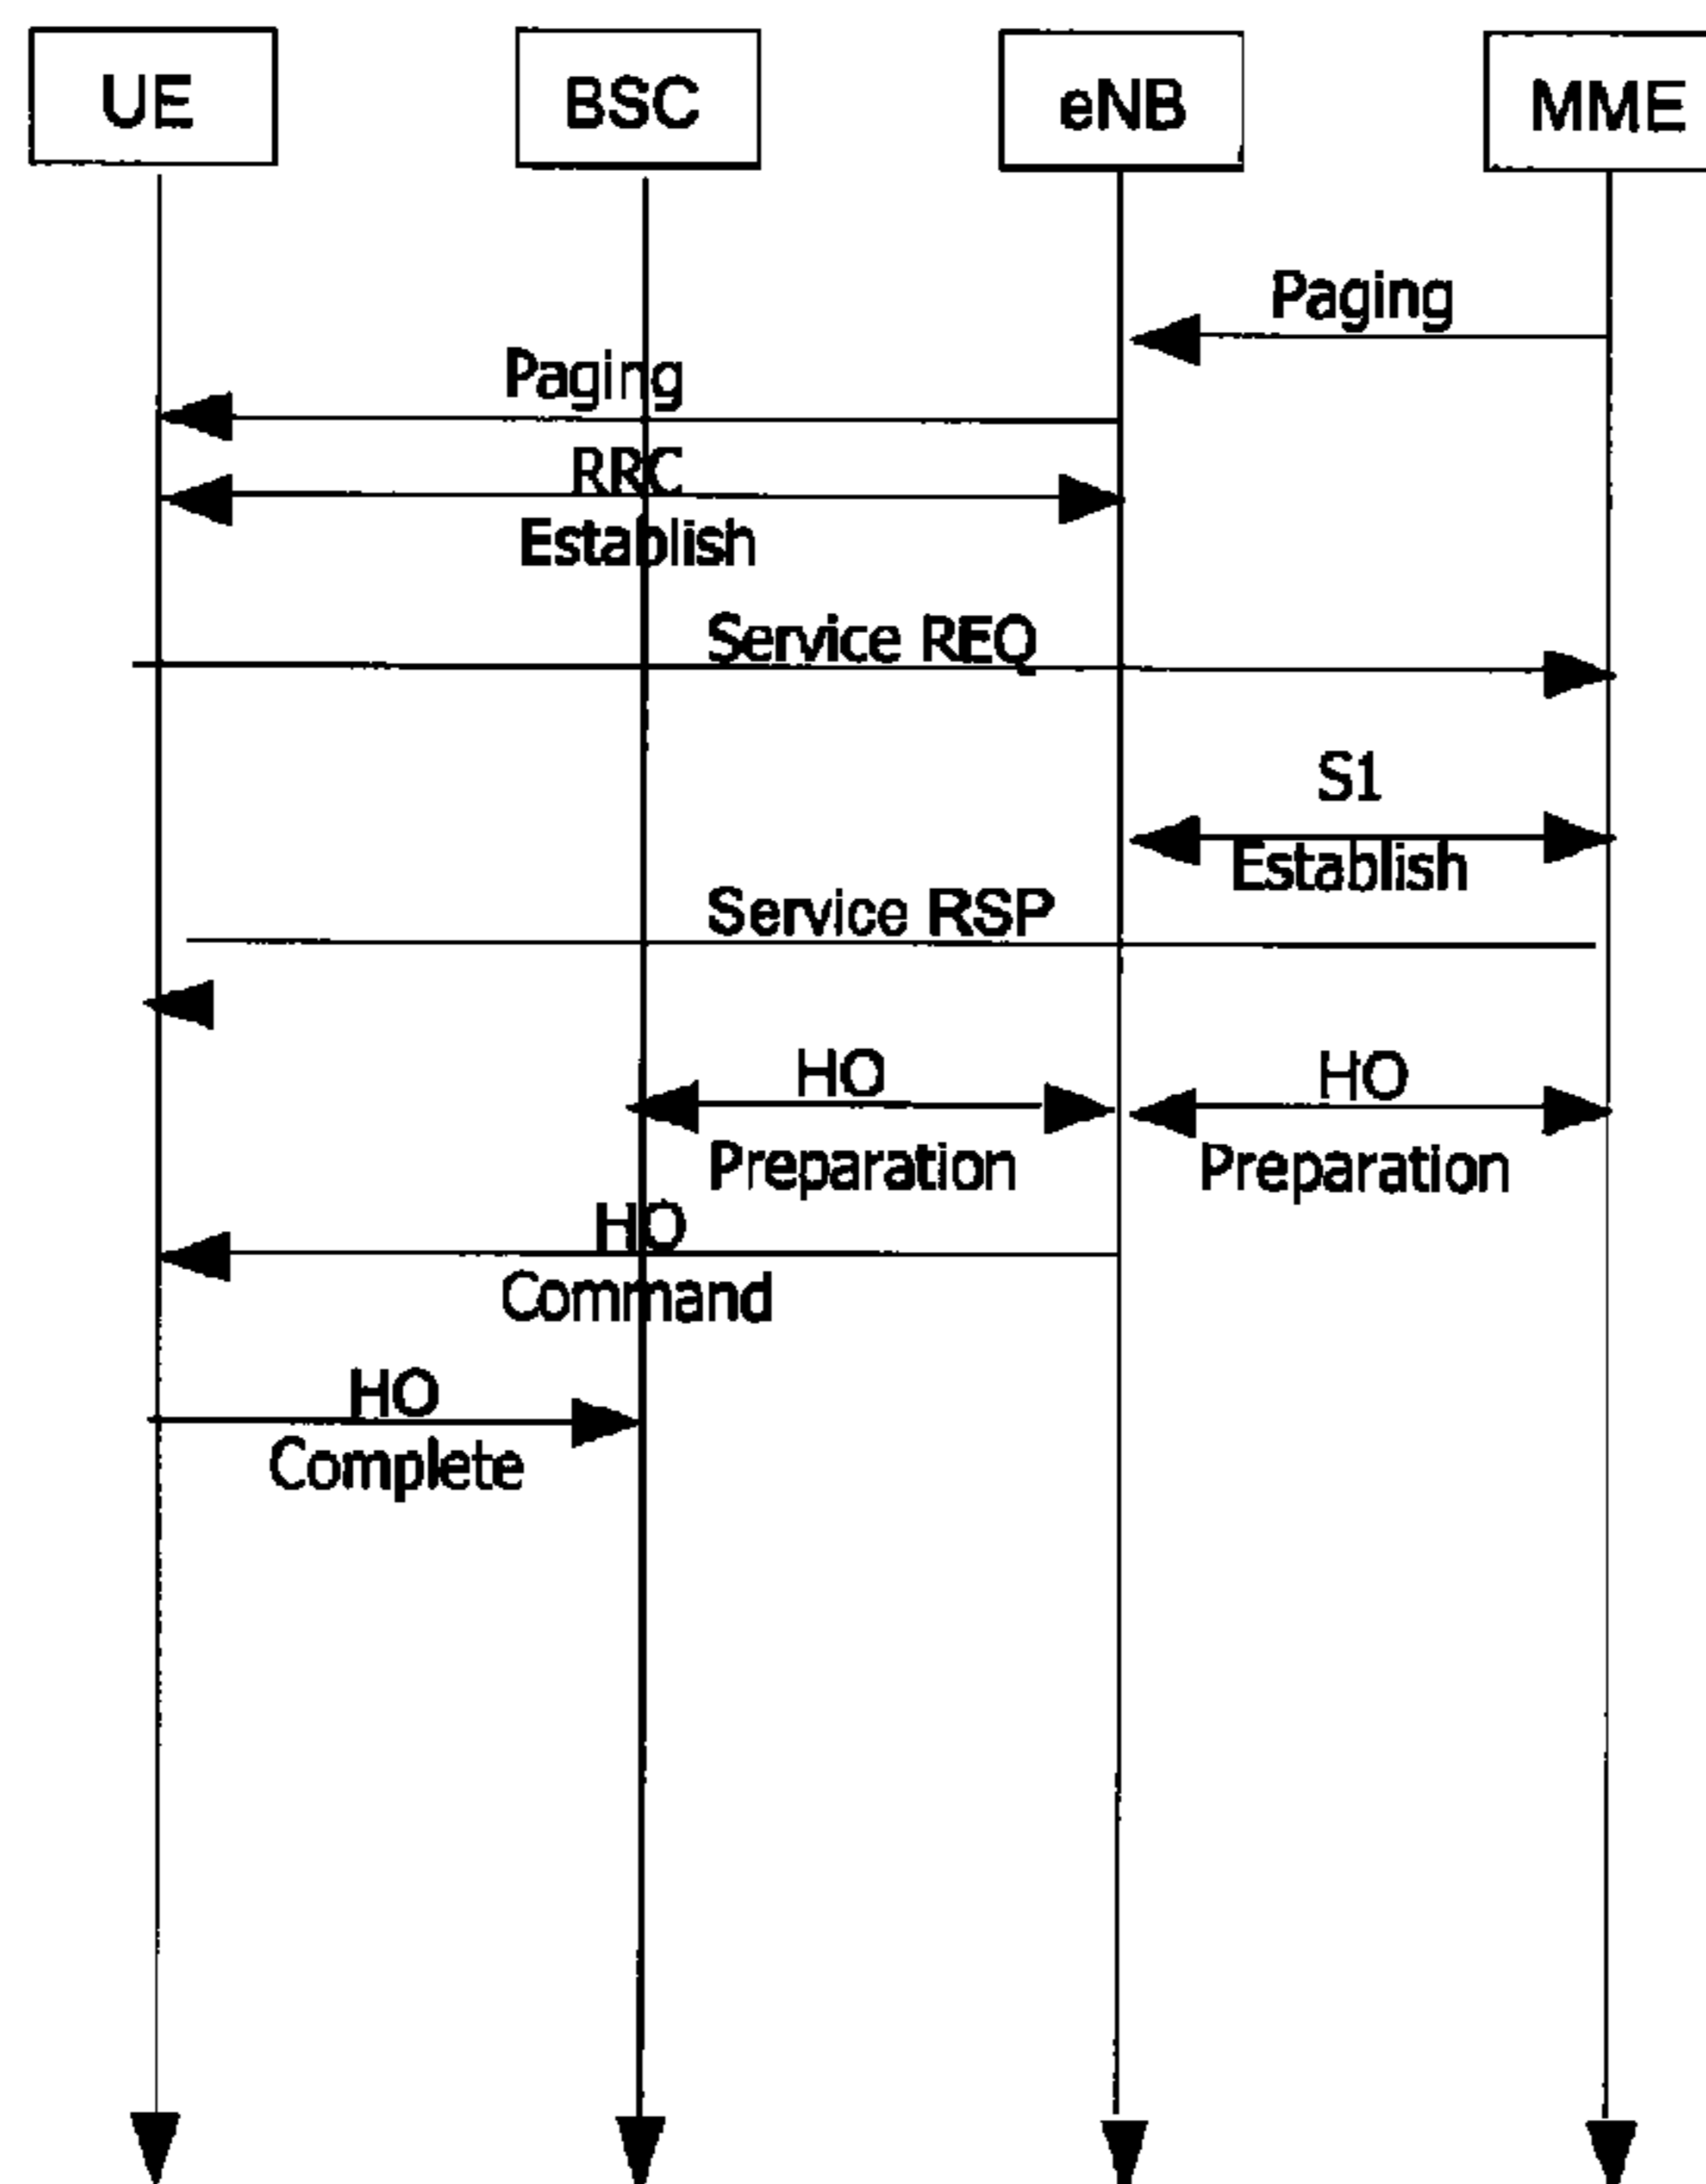 UE
BSC
eNB
MME
Paging
Paging
RRC
Establish
Service REQ
S1
Establish
Service RSP
HO
HO
Preparation
Preparation
HO
Command
HO
Complete